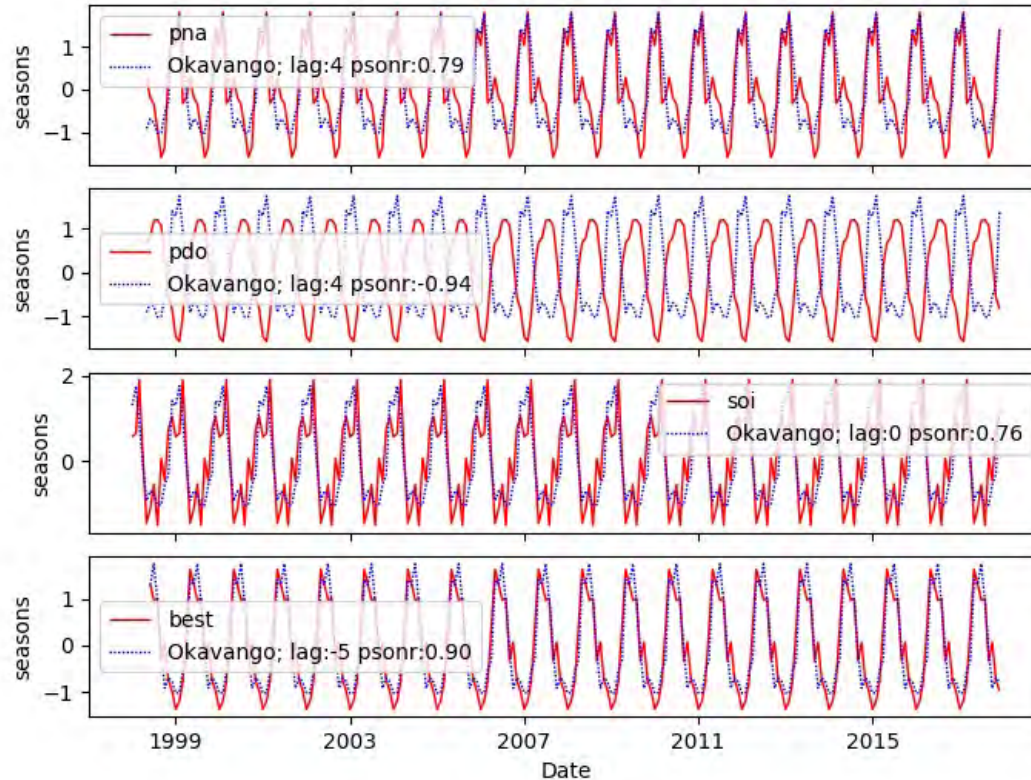 seasons
1
0
−1
pna
Okavango; lag:4 psonr:0.79
seasons
1
0
−1
pdo
Okavango; lag:4 psonr:-0.94
seasons
2
0
soi
Okavango; lag:0 psonr:0.76
seasons
1
0
−1
best
Okavango; lag:-5 psonr:0.90
1999 2003 2007 2011 2015
Date